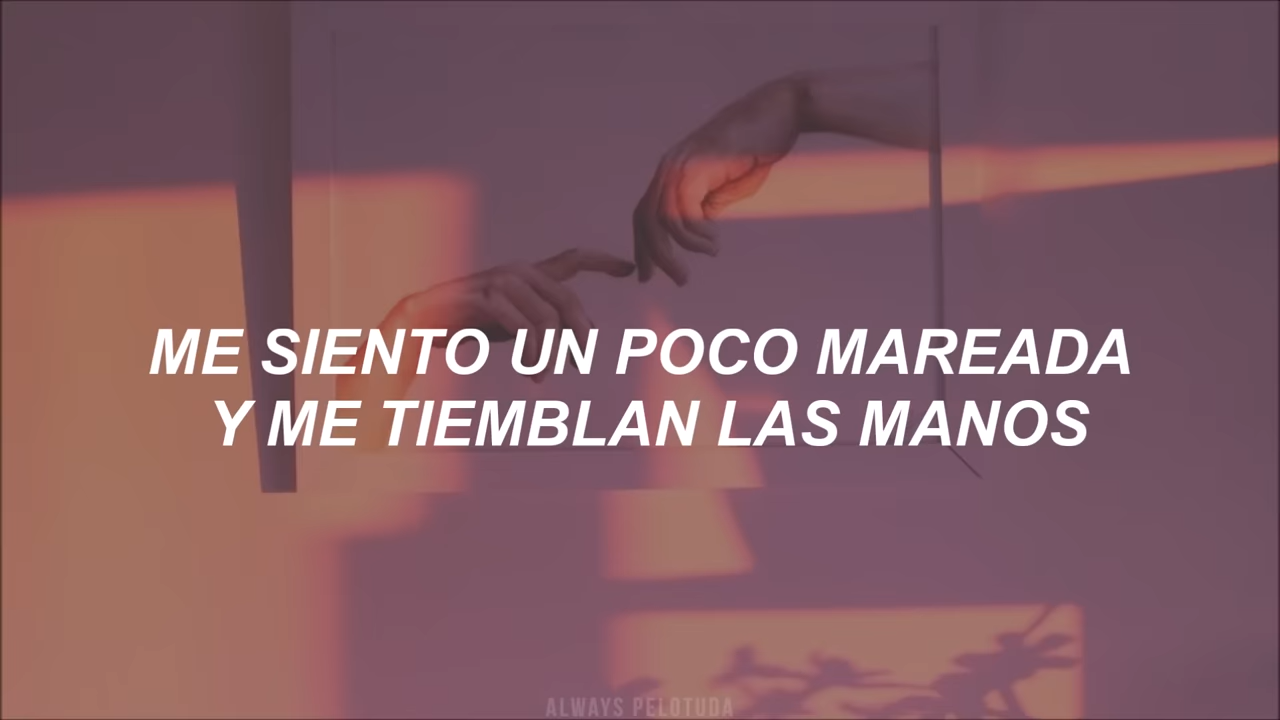 ME SIENTO UN POCO MAREADA
Y ME TIEMBLAN LAS MANOS
ALWAYS PELOTUDA